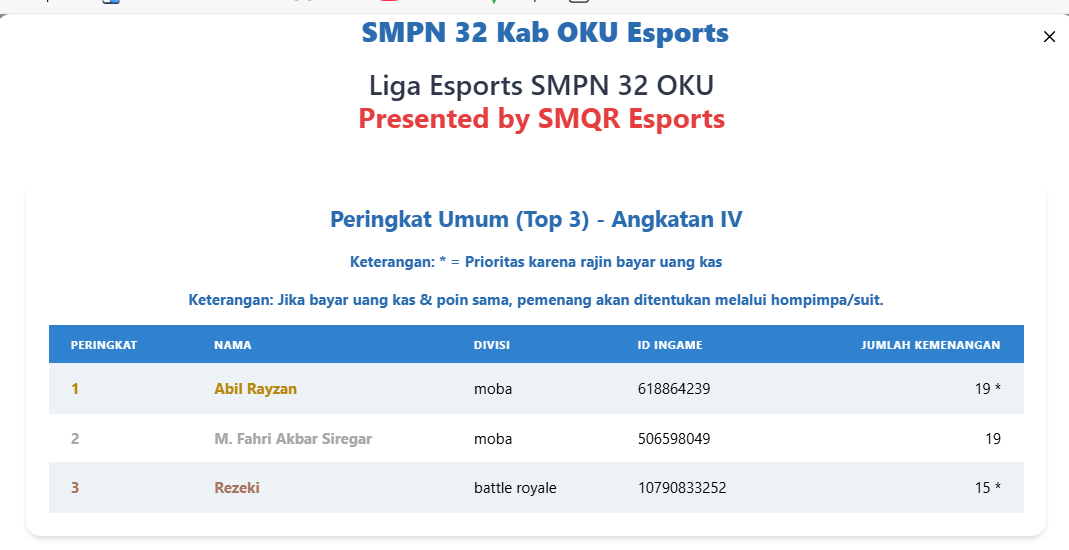 SMPN 32 Kab OKU Esports
Liga Esports SMPN 32 OKU
Presented by SMQR Esports
Peringkat Umum (Top 3) - Angkatan IV
Keterangan: * = Prioritas karena rajin bayar uang kas
Keterangan: Jika bayar uang kas & poin sama, pemenang akan ditentukan melalui hompimpa/suit.
PERINGKAT NAMA DIVISI ID INGAME JUMLAH KEMENANGAN
1 Abil Rayzan moba 618864239 19 *
2 M. Fahri Akbar Siregar moba 506598049 19
3 Rezeki battle royale 10790833252 15 *